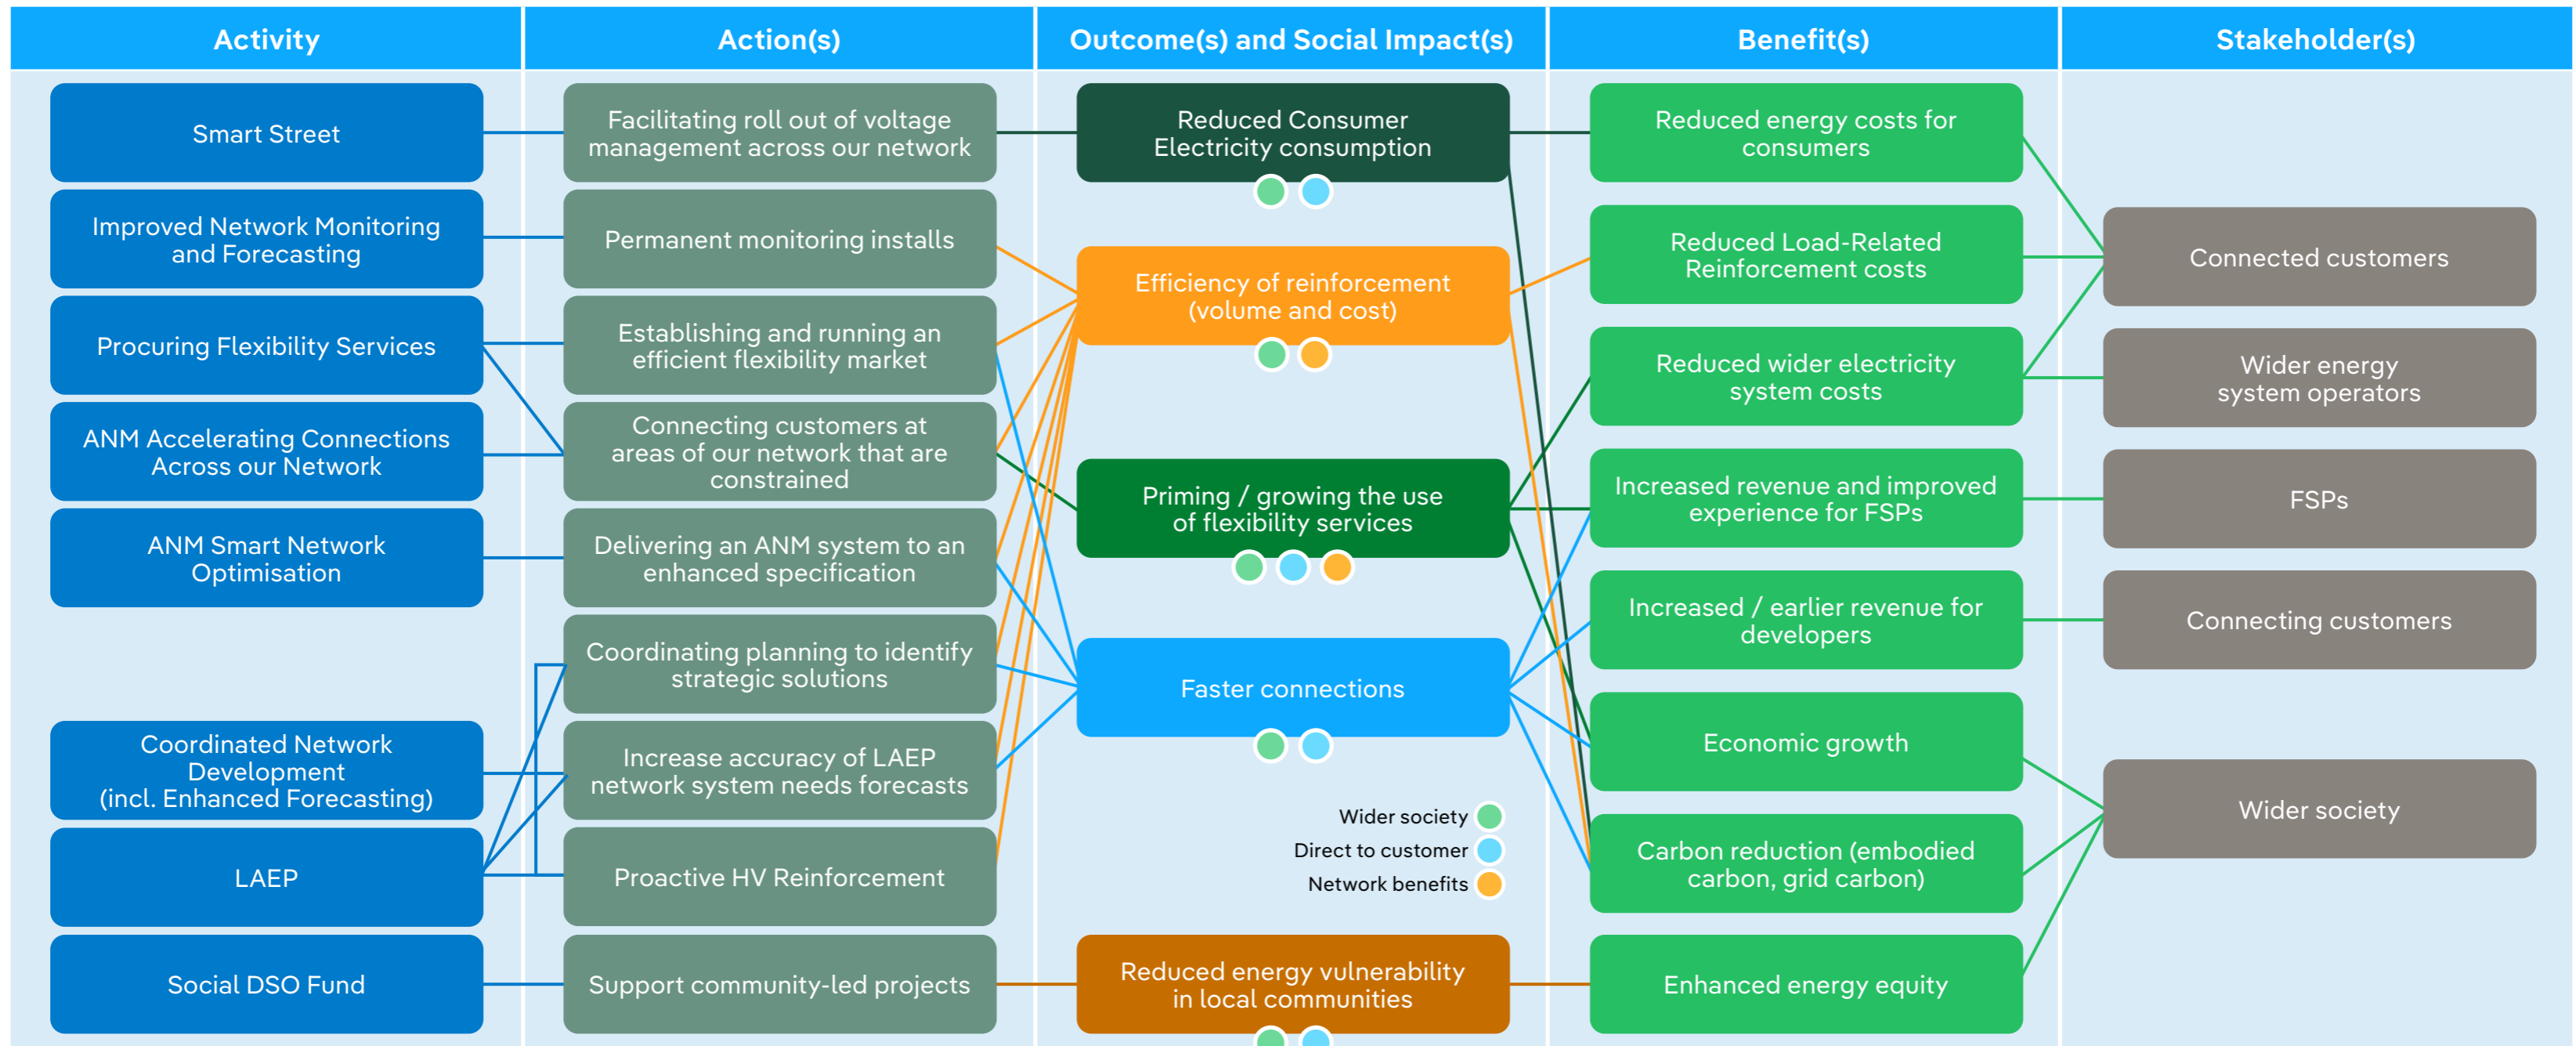 Activity
Action(s)
Outcome(s) and Social Impact(s)
Benefit(s)
Stakeholder(s)
Smart Street
Improved Network Monitoring
and Forecasting
Procuring Flexibility Services
ANM Accelerating Connections
Across our Network
ANM Smart Network
Optimisation
Coordinated Network
Development
(incl. Enhanced Forecasting)
LAEP
Social DSO Fund
Facilitating roll out of voltage
management across our network
Permanent monitoring installs
Establishing and running an
efficient flexibility market
Connecting customers at
areas of our network that are
constrained
Delivering an ANM system to an
enhanced specification
Coordinating planning to identify
strategic solutions
Increase accuracy of LAEP
network system needs forecasts
Proactive HV Reinforcement
Support community-led projects
Reduced Consumer
Electricity consumption
Efficiency of reinforcement
(volume and cost)
Priming / growing the use
of flexibility services
Faster connections
Wider society
Direct to customer
Network benefits
Reduced energy vulnerability
in local communities
Reduced energy costs for
consumers
Reduced Load-Related
Reinforcement costs
Reduced wider electricity
system costs
Increased revenue and improved
experience for FSPs
Increased / earlier revenue for
developers
Economic growth
Carbon reduction (embodied
carbon, grid carbon)
Enhanced energy equity
Connected customers
Wider energy
system operators
FSPs
Connecting customers
Wider society